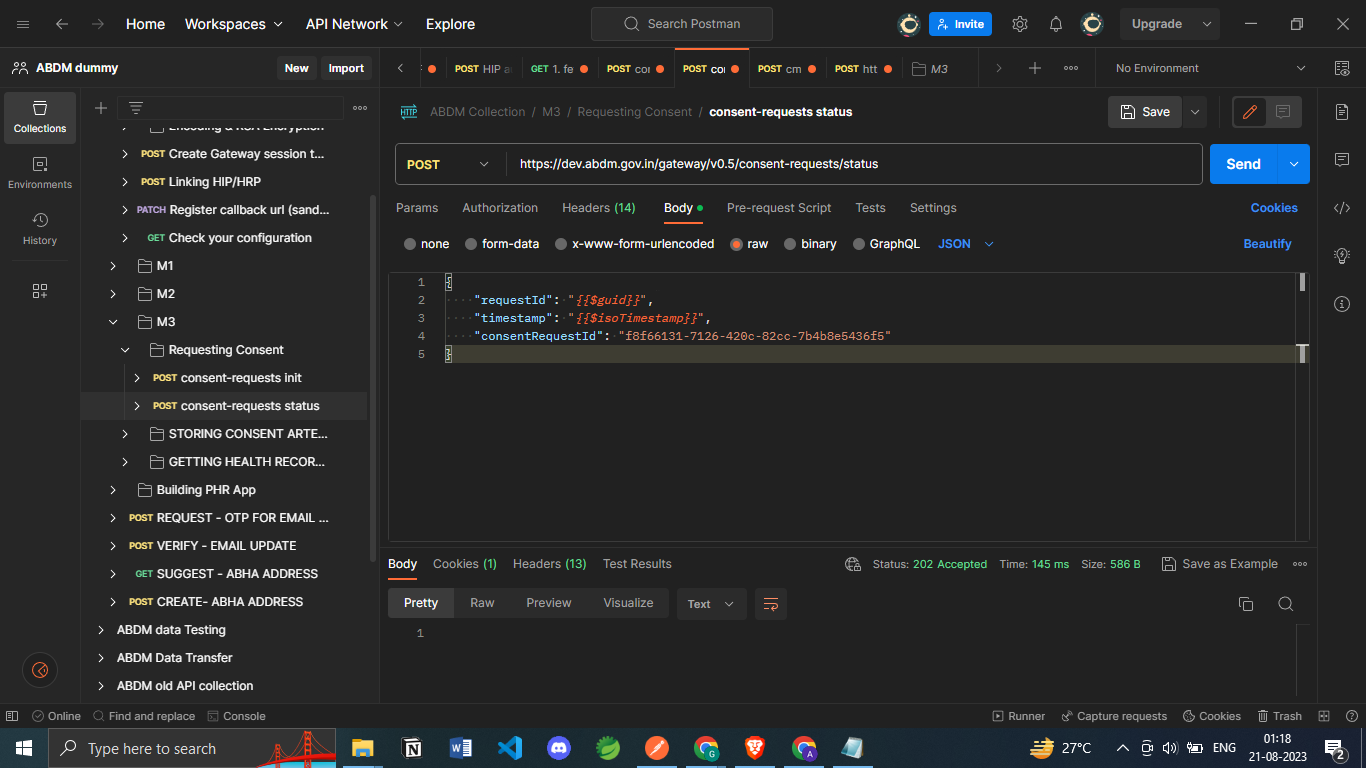 Home Workspaces API Network Explore Search Postman Invite Upgrade
ABDM dummy New Import POST HIP a GET 1. fe POST cor POST cor POST cm POST htt M3 No Environment
Collections
Environments
History
Encoding & RSA Encryption
POST Create Gateway session t...
POST Linking HIP/HRP
PATCH Register callback url (sand...
GET Check your configuration
M1
M2
M3
Requesting Consent
POST consent-requests init
POST consent-requests status
STORING CONSENT ARTE...
GETTING HEALTH RECOR...
Building PHR App
POST REQUEST - OTP FOR EMAIL ...
POST VERIFY - EMAIL UPDATE
GET SUGGEST - ABHA ADDRESS
POST CREATE- ABHA ADDRESS
ABDM data Testing
ABDM Data Transfer
ABDM old API collection
HTTP ABDM Collection / M3 / Requesting Consent / consent-requests status Save
POST https://dev.abdm.gov.in/gateway/v0.5/consent-requests/status Send
Params Authorization Headers (14) Body Pre-request Script Tests Settings Cookies
none form-data x-www-form-urlencoded raw binary GraphQL JSON Beautify
1 {
2 "requestId": "{{$guid}}",
3 "timestamp": "{{$isoTimestamp}}",
4 "consentRequestId": "f8f66131-7126-420c-82cc-7b4b8e5436f5"
5 }
Body Cookies (1) Headers (13) Test Results Status: 202 Accepted Time: 145 ms Size: 586 B Save as Example
Pretty Raw Preview Visualize Text
1
Online Find and replace Console Runner Capture requests Cookies Trash
Type here to search 27°C ENG 01:18
21-08-2023 2